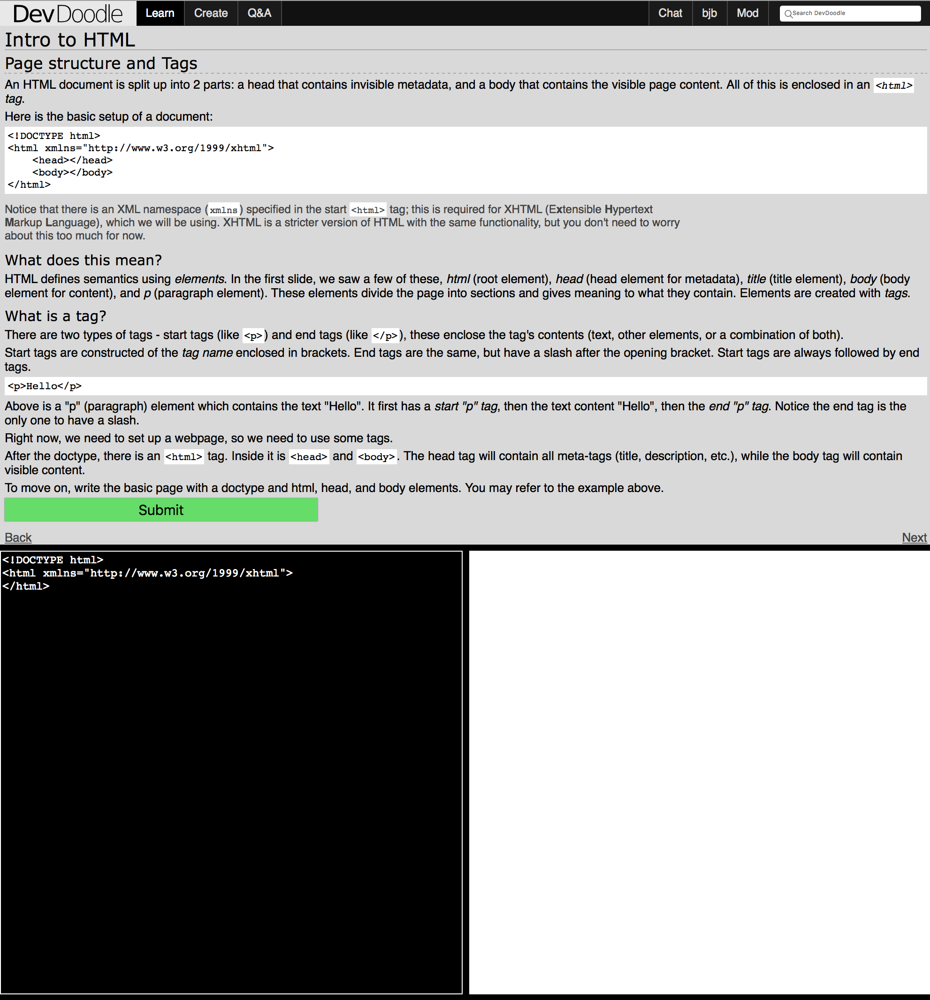 DevDoodle Learn Create Q&A Chat bjb Mod Search DevDoodle
Intro to HTML
Page structure and Tags
An HTML document is split up into 2 parts: a head that contains invisible metadata, and a body that contains the visible page content. All of this is enclosed in an <html>
tag.
Here is the basic setup of a document:
<!DOCTYPE html>
<html xmlns="http://www.w3.org/1999/xhtml">
    <head></head>
    <body></body>
</html>
Notice that there is an XML namespace (xmlns) specified in the start <html> tag; this is required for XHTML (Extensible Hypertext
Markup Language), which we will be using. XHTML is a stricter version of HTML with the same functionality, but you don't need to worry
about this too much for now.
What does this mean?
HTML defines semantics using elements. In the first slide, we saw a few of these, html (root element), head (head element for metadata), title (title element), body (body
element for content), and p (paragraph element). These elements divide the page into sections and gives meaning to what they contain. Elements are created with tags.
What is a tag?
There are two types of tags - start tags (like <p>) and end tags (like </p>), these enclose the tag's contents (text, other elements, or a combination of both).
Start tags are constructed of the tag name enclosed in brackets. End tags are the same, but have a slash after the opening bracket. Start tags are always followed by end
tags.
<p>Hello</p>
Above is a "p" (paragraph) element which contains the text "Hello". It first has a start "p" tag, then the text content "Hello", then the end "p" tag. Notice the end tag is the
only one to have a slash.
Right now, we need to set up a webpage, so we need to use some tags.
After the doctype, there is an <html> tag. Inside it is <head> and <body>. The head tag will contain all meta-tags (title, description, etc.), while the body tag will contain
visible content.
To move on, write the basic page with a doctype and html, head, and body elements. You may refer to the example above.
Submit
Back Next
<!DOCTYPE html>
<html xmlns="http://www.w3.org/1999/xhtml">
</html>